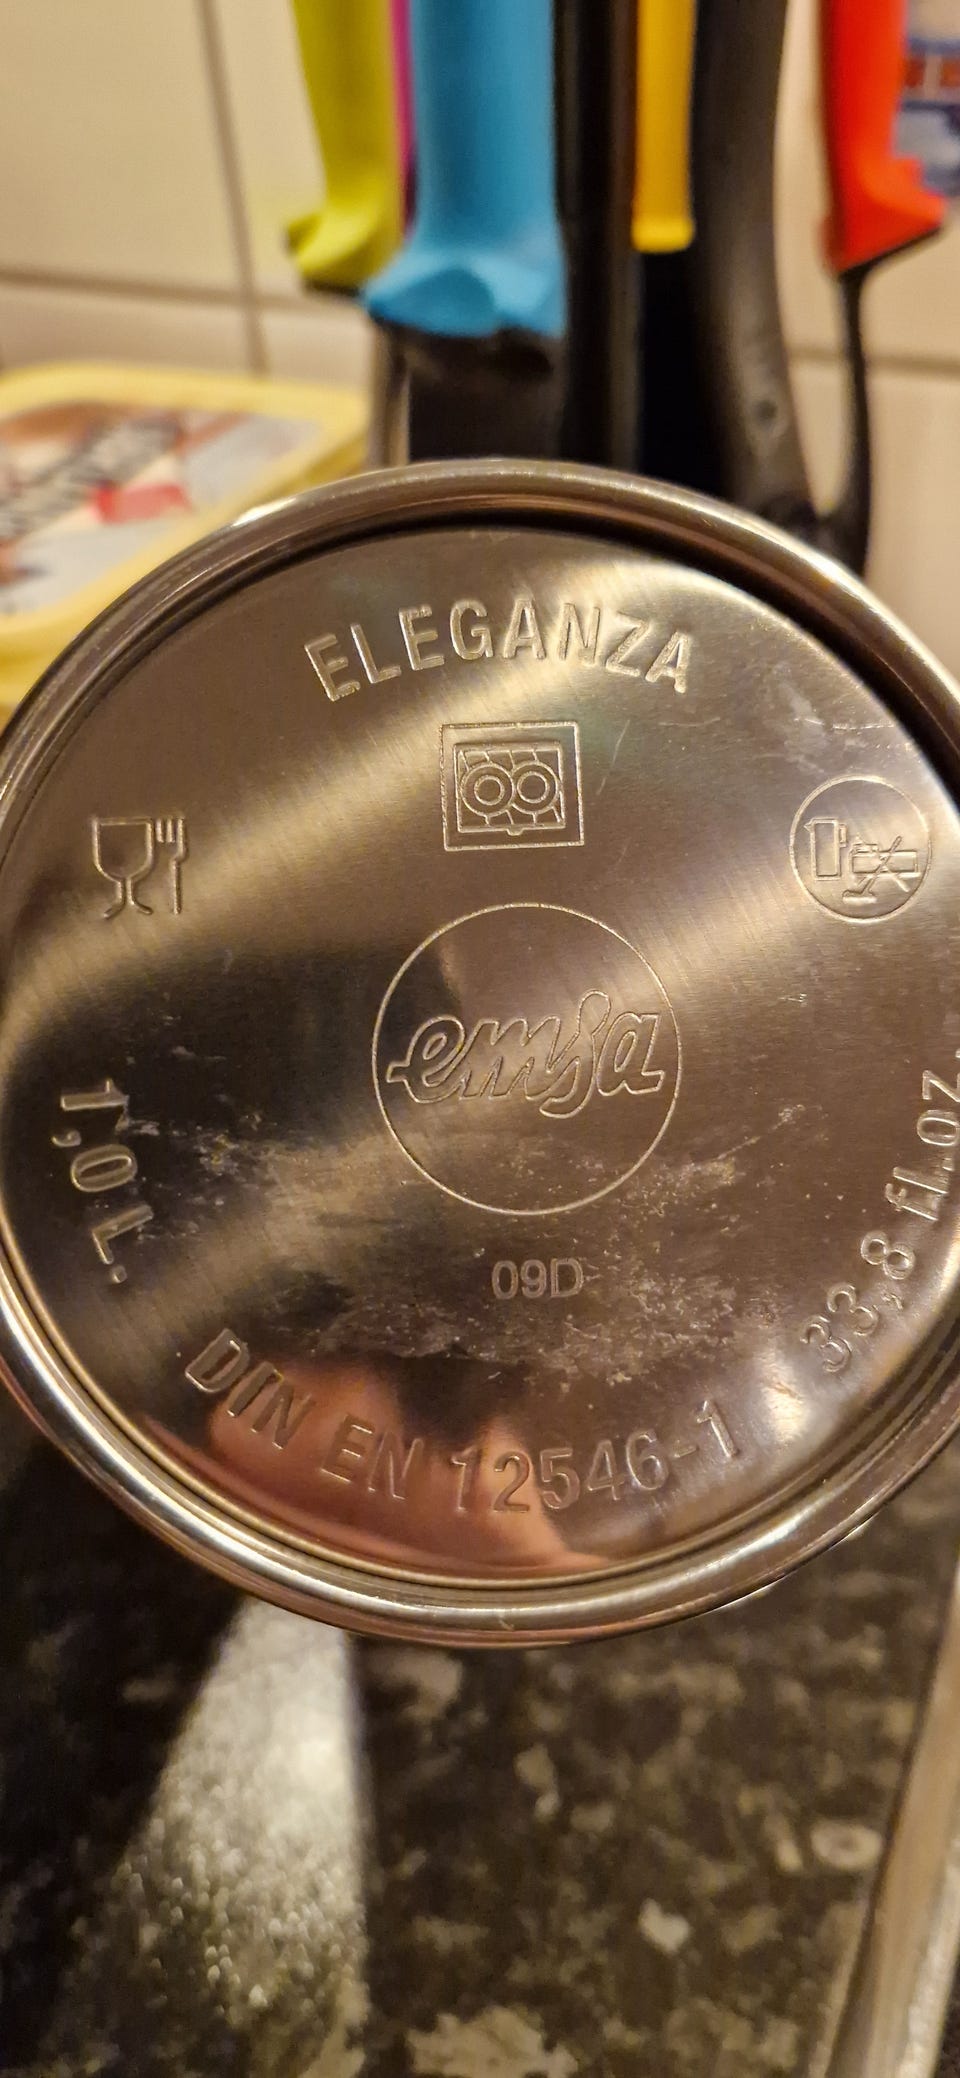 ELEGANZA
emsa
1,0 L.
33,8 fl.oz.
09D
DIN EN 12546-1